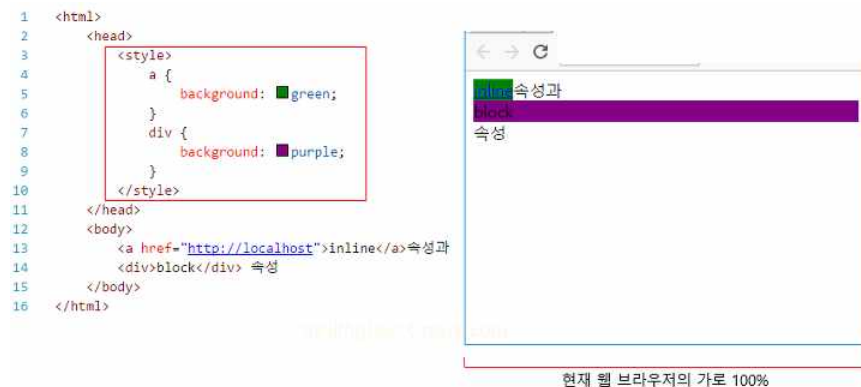 1 <html>
2 <head>
3 <style>
4 a {
5 background: green;
6 }
7 div {
8 background: purple;
9 }
10 </style>
11 </head>
12 <body>
13 <a href="http://localhost">inline</a>속성과
14 <div>block</div> 속성
15 </body>
16 </html>
inline속성과
block
속성
현재 웹 브라우저의 가로 100%